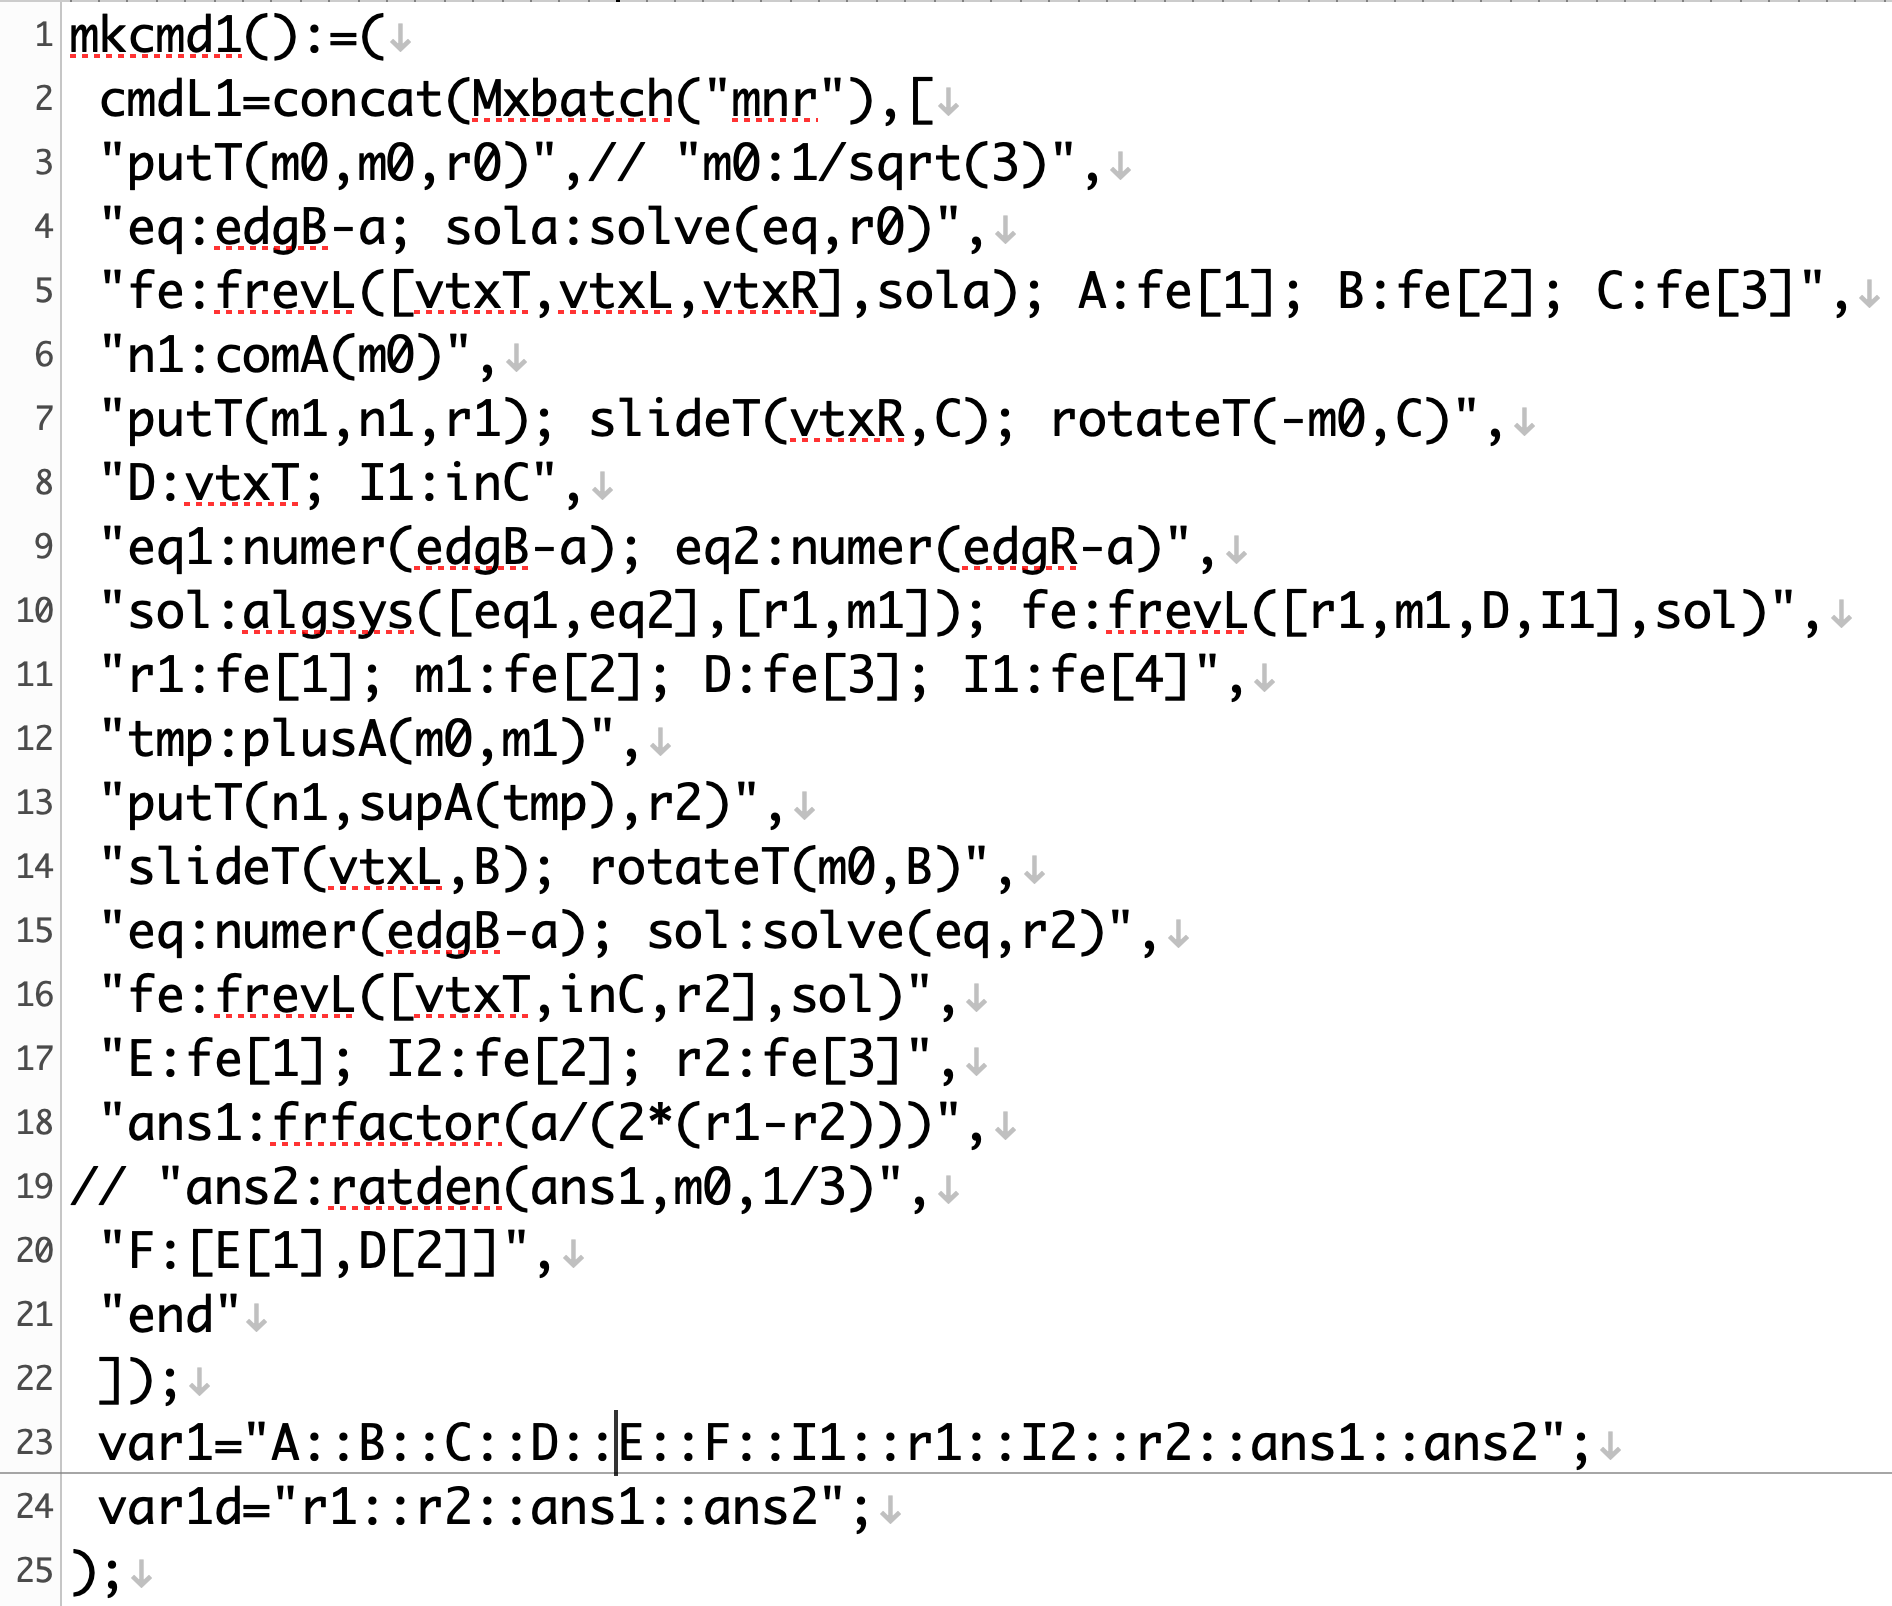 1 mkcmd1():=(↓
2 cmdL1=concat(Mxbatch("mnr"),[↓
3 "putT(m0,m0,r0)",// "m0:1/sqrt(3)",↓
4 "eq:edgB-a; sola:solve(eq,r0)",↓
5 "fe:frevL([vtxT,vtxL,vtxR],sola); A:fe[1]; B:fe[2]; C:fe[3]",↓
6 "n1:comA(m0)",↓
7 "putT(m1,n1,r1); slideT(vtxR,C); rotateT(-m0,C)",↓
8 "D:vtxT; I1:inC",↓
9 "eq1:numer(edgB-a); eq2:numer(edgR-a)",↓
10 "sol:algsys([eq1,eq2],[r1,m1]); fe:frevL([r1,m1,D,I1],sol)",↓
11 "r1:fe[1]; m1:fe[2]; D:fe[3]; I1:fe[4]",↓
12 "tmp:plusA(m0,m1)",↓
13 "putT(n1,supA(tmp),r2)",↓
14 "slideT(vtxL,B); rotateT(m0,B)",↓
15 "eq:numer(edgB-a); sol:solve(eq,r2)",↓
16 "fe:frevL([vtxT,inC,r2],sol)",↓
17 "E:fe[1]; I2:fe[2]; r2:fe[3]",↓
18 "ans1:frfactor(a/(2*(r1-r2)))",↓
19 // "ans2:ratden(ans1,m0,1/3)",↓
20 "F:[E[1],D[2]]",↓
21 "end"↓
22 ]);↓
23 var1="A::B::C::D::E::F::I1::r1::I2::r2::ans1::ans2";↓
24 var1d="r1::r2::ans1::ans2";↓
25 );↓